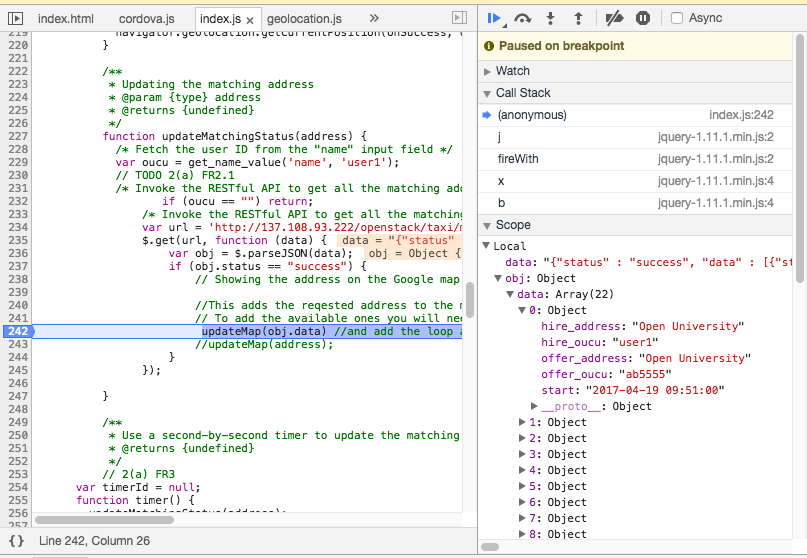 index.html cordova.js index.js × geolocation.js »
219 navigator.geolocation.getCurrentPosition(onSuccess,
220 }
221
222 /**
223 * Updating the matching address
224 * @param {type} address
225 * @returns {undefined}
226 */
227 function updateMatchingStatus(address) {
228 /* Fetch the user ID from the "name" input field */
229 var oucu = get_name_value('name', 'user1');
230 // TODO 2(a) FR2.1
231 /* Invoke the RESTful API to get all the matching add
232 if (oucu == "") return;
233 /* Invoke the RESTful API to get all the matching
234 var url = 'http://137.108.93.222/openstack/taxi/m
235 $.get(url, function (data) { data = "{"status"
236 var obj = $.parseJSON(data); obj = Object {
237 if (obj.status == "success") {
238 // Showing the address on the Google map
239
240 //This adds the reqested address to the m
241 // To add the available ones you will nee
242 updateMap(obj.data) //and add the loop a
243 //updateMap(address);
244 }
245 });
246
247 }
248
249 /**
250 * Use a second-by-second timer to update the matching
251 * @returns {undefined}
252 */
253 // 2(a) FR3
254 var timerId = null;
255 function timer() {
256 updateMatchingStatus(address);
257
{} Line 242, Column 26
Async
Paused on breakpoint
Watch
Call Stack
(anonymous) index.js:242
j jquery-1.11.1.min.js:2
fireWith jquery-1.11.1.min.js:2
x jquery-1.11.1.min.js:4
b jquery-1.11.1.min.js:4
Scope
Local
data: "{"status" : "success", "data" : [{"st
obj: Object
data: Array(22)
0: Object
hire_address: "Open University"
hire_oucu: "user1"
offer_address: "Open University"
offer_oucu: "ab5555"
start: "2017-04-19 09:51:00"
__proto__: Object
1: Object
2: Object
3: Object
4: Object
5: Object
6: Object
7: Object
8: Object